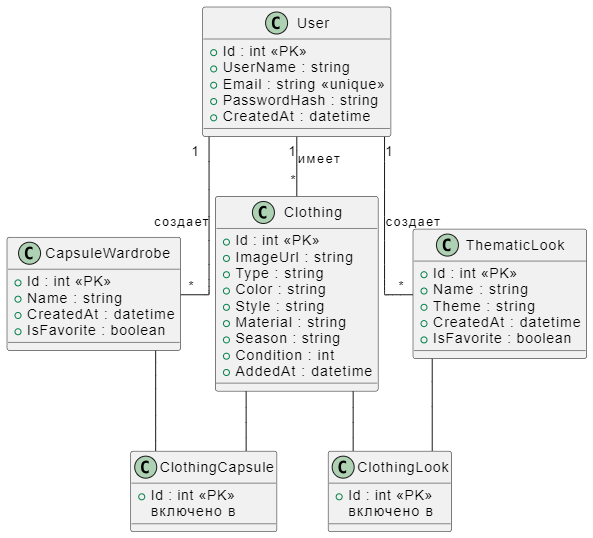 C User
Id : int «PK»
UserName : string
Email : string «unique»
PasswordHash : string
CreatedAt : datetime
1
1
1
имеет
*
создает
создает
C Clothing
Id : int «PK»
ImageUrl : string
Type : string
Color : string
Style : string
Material : string
Season : string
Condition : int
AddedAt : datetime
C CapsuleWardrobe
Id : int «PK»
Name : string
CreatedAt : datetime
IsFavorite : boolean
*
C ThematicLook
Id : int «PK»
Name : string
Theme : string
CreatedAt : datetime
IsFavorite : boolean
*
C ClothingCapsule
Id : int «PK»
включено в
C ClothingLook
Id : int «PK»
включено в